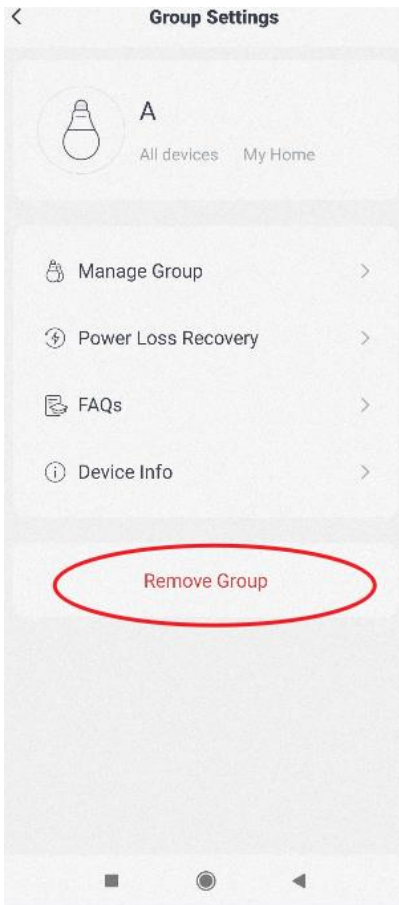 Group Settings
A
All devices My Home
Manage Group
Power Loss Recovery
FAQs
Device Info
Remove Group